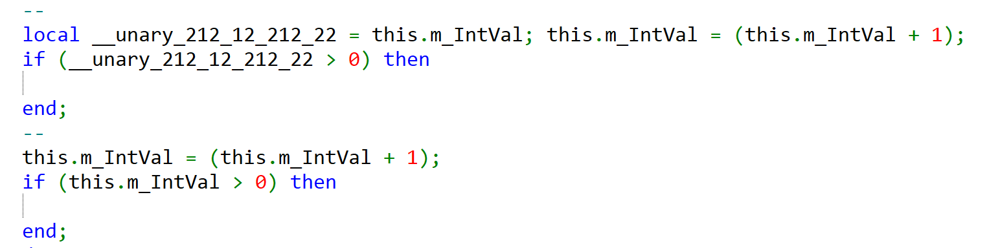 --
local __unary_212_12_212_22 = this.m_IntVal; this.m_IntVal = (this.m_IntVal + 1);
if (__unary_212_12_212_22 > 0) then
end;
--
this.m_IntVal = (this.m_IntVal + 1);
if (this.m_IntVal > 0) then
end;